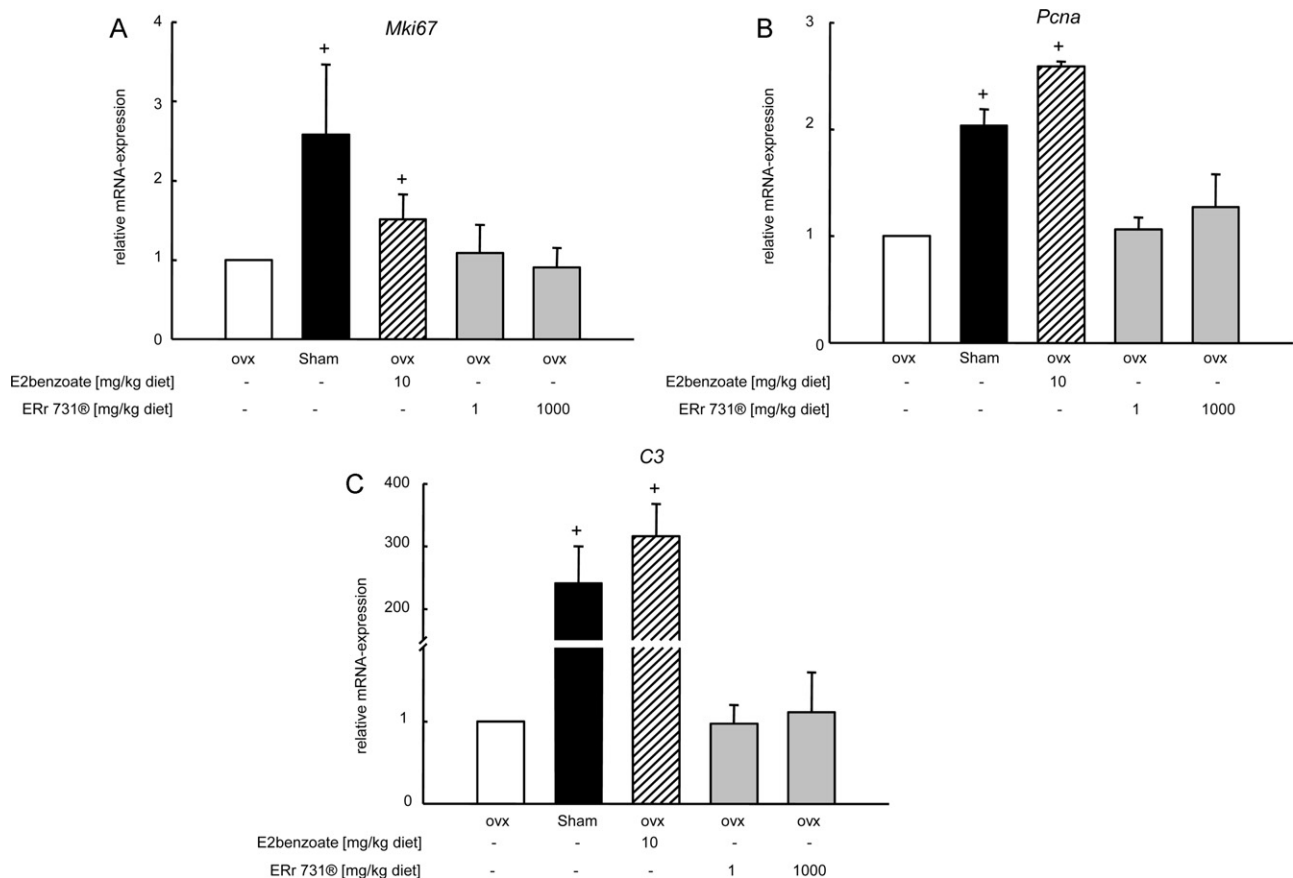 A
Mki67
relative mRNA-expression
4
3
2
1
0
+
+
ovx Sham ovx ovx ovx
E2benzoate [mg/kg diet] - - 10 - -
ERr 731® [mg/kg diet] - - - 1 1000
B
Pcna
relative mRNA-expression
3
2
1
0
+
+
ovx Sham ovx ovx ovx
E2benzoate [mg/kg diet] - - 10 - -
ERr 731® [mg/kg diet] - - - 1 1000
C
C3
relative mRNA-expression
400
300
200
1
0
+
+
ovx Sham ovx ovx ovx
E2benzoate [mg/kg diet] - - 10 - -
ERr 731® [mg/kg diet] - - - 1 1000